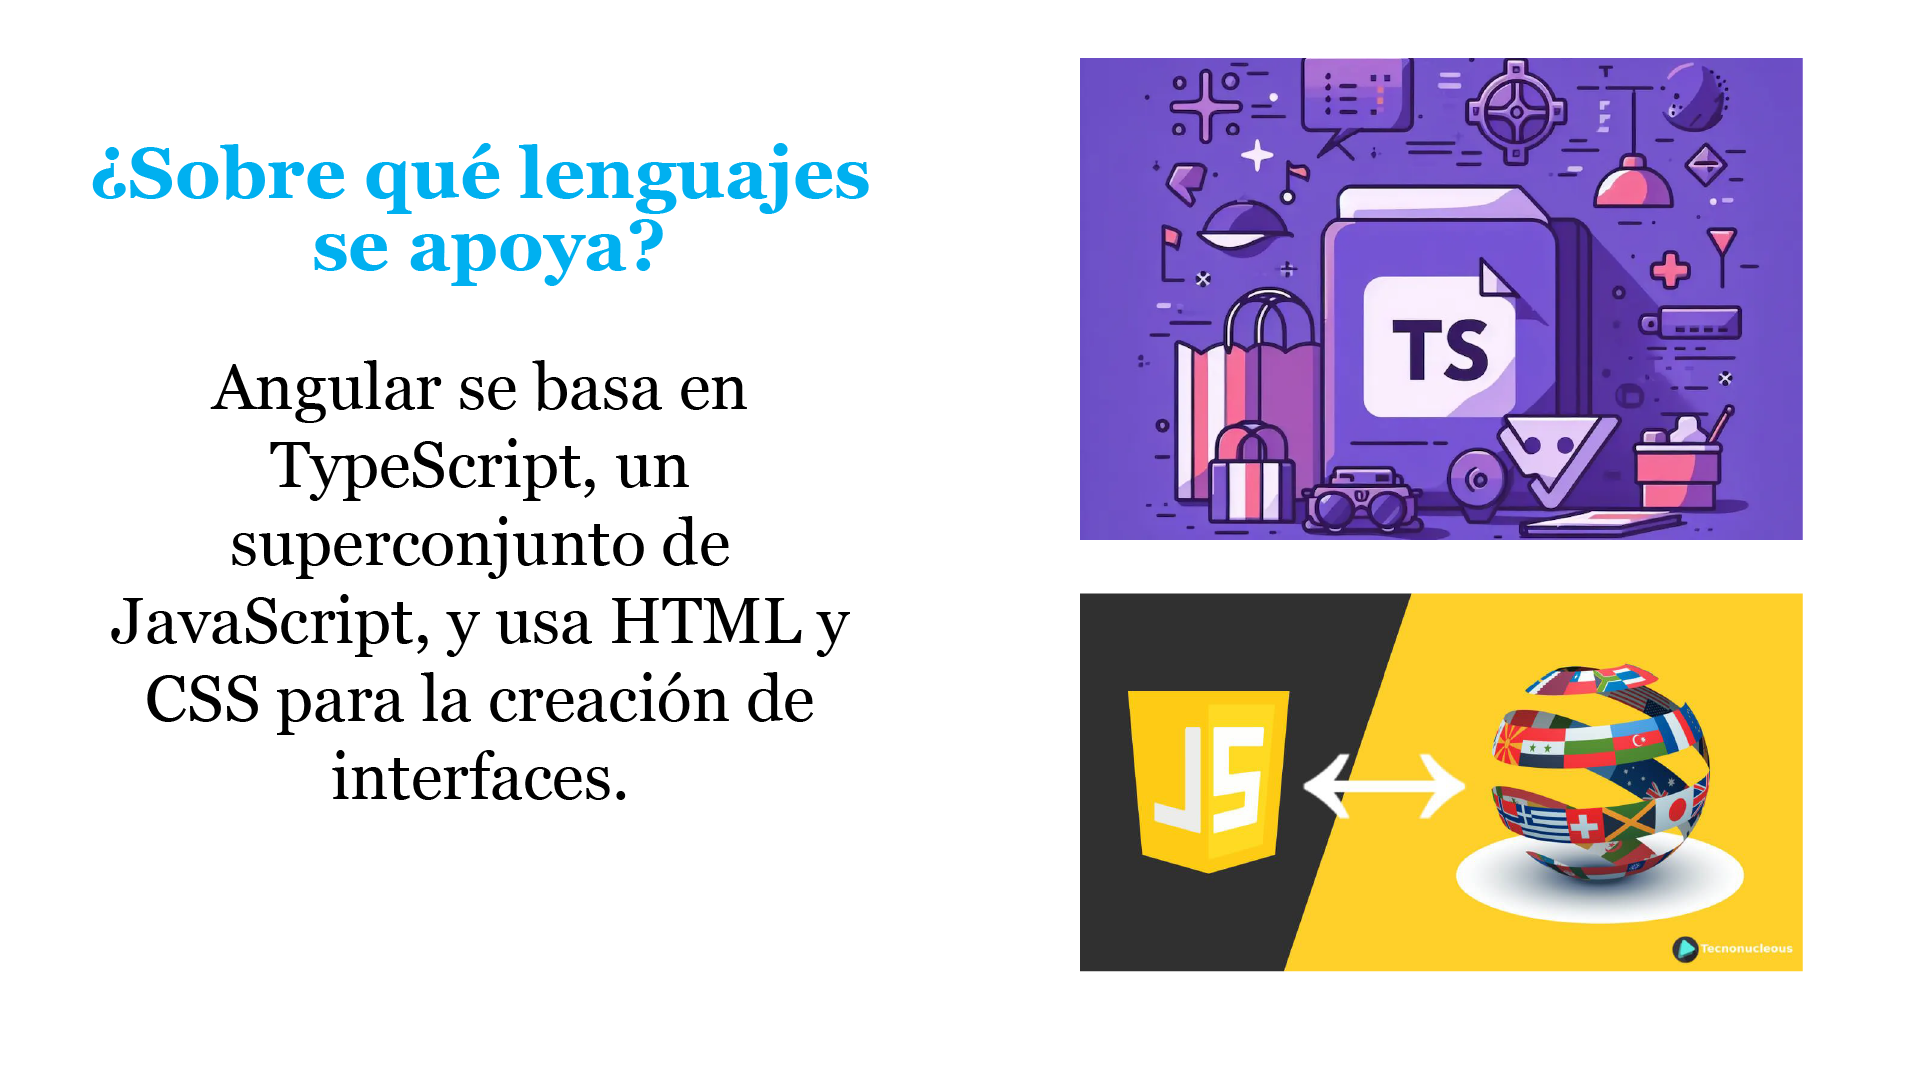 ¿Sobre qué lenguajes
se apoya?
Angular se basa en
TypeScript, un
superconjunto de
JavaScript, y usa HTML y
CSS para la creación de
interfaces.
TS
JS
Tecnonucleous